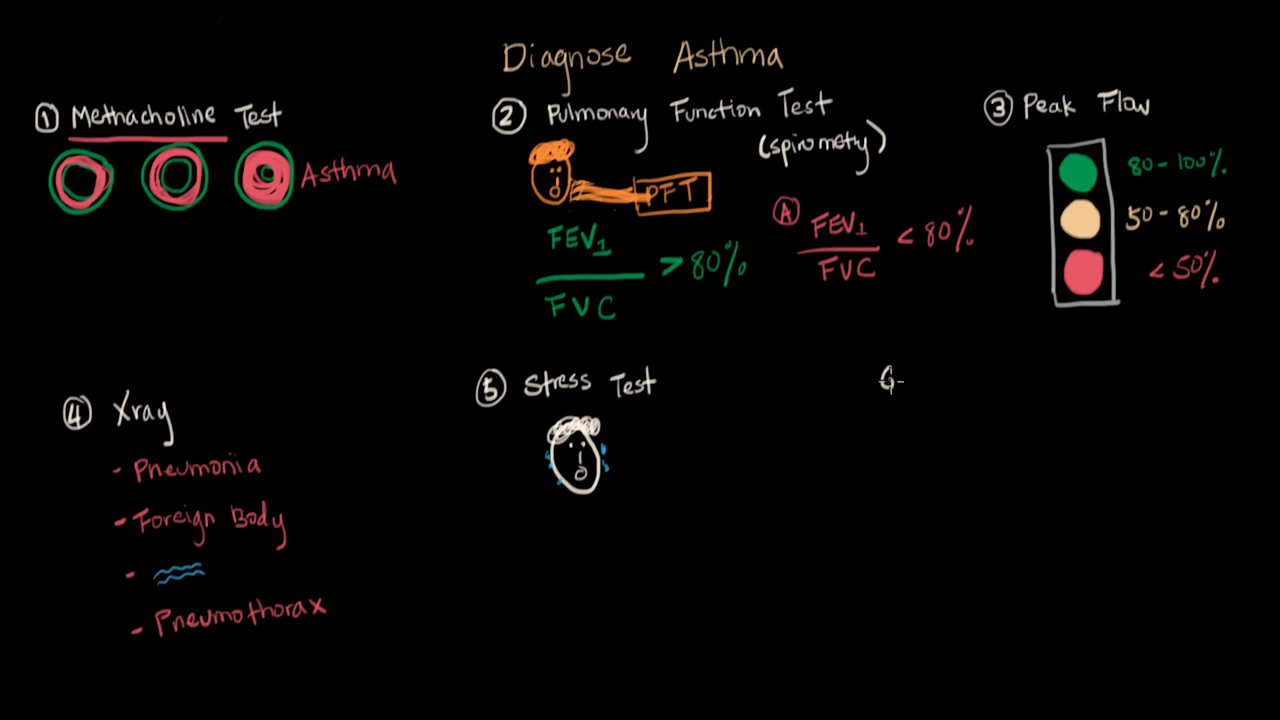 Diagnose Asthma
① Methacholine Test
Asthma
② Pulmonary Function Test
(spirometry)
PFT
FEV₁
FVC
> 80%
Ⓐ FEV₁
FVC
< 80%
③ Peak Flow
80-100%
50-80%
< 50%
④ Xray
- Pneumonia
- Foreign Body
-
- Pneumothorax
⑤ Stress Test